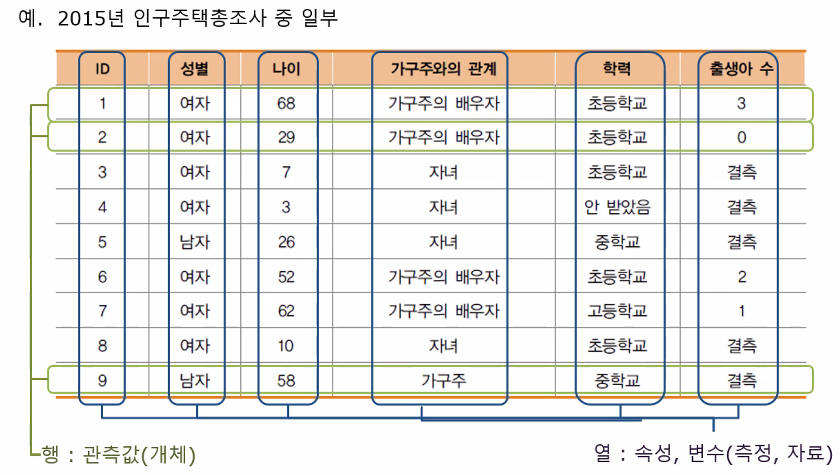 예. 2015년 인구주택총조사 중 일부
ID 성별 나이 가구주와의 관계 학력 출생아 수
1 여자 68 가구주의 배우자 초등학교 3
2 여자 29 가구주의 배우자 초등학교 0
3 여자 7 자녀 초등학교 결측
4 여자 3 자녀 안 받았음 결측
5 남자 26 자녀 중학교 결측
6 여자 52 가구주의 배우자 초등학교 2
7 여자 62 가구주의 배우자 고등학교 1
8 여자 10 자녀 초등학교 결측
9 남자 58 가구주 중학교 결측
행 : 관측값(개체) 열 : 속성, 변수(측정, 자료)